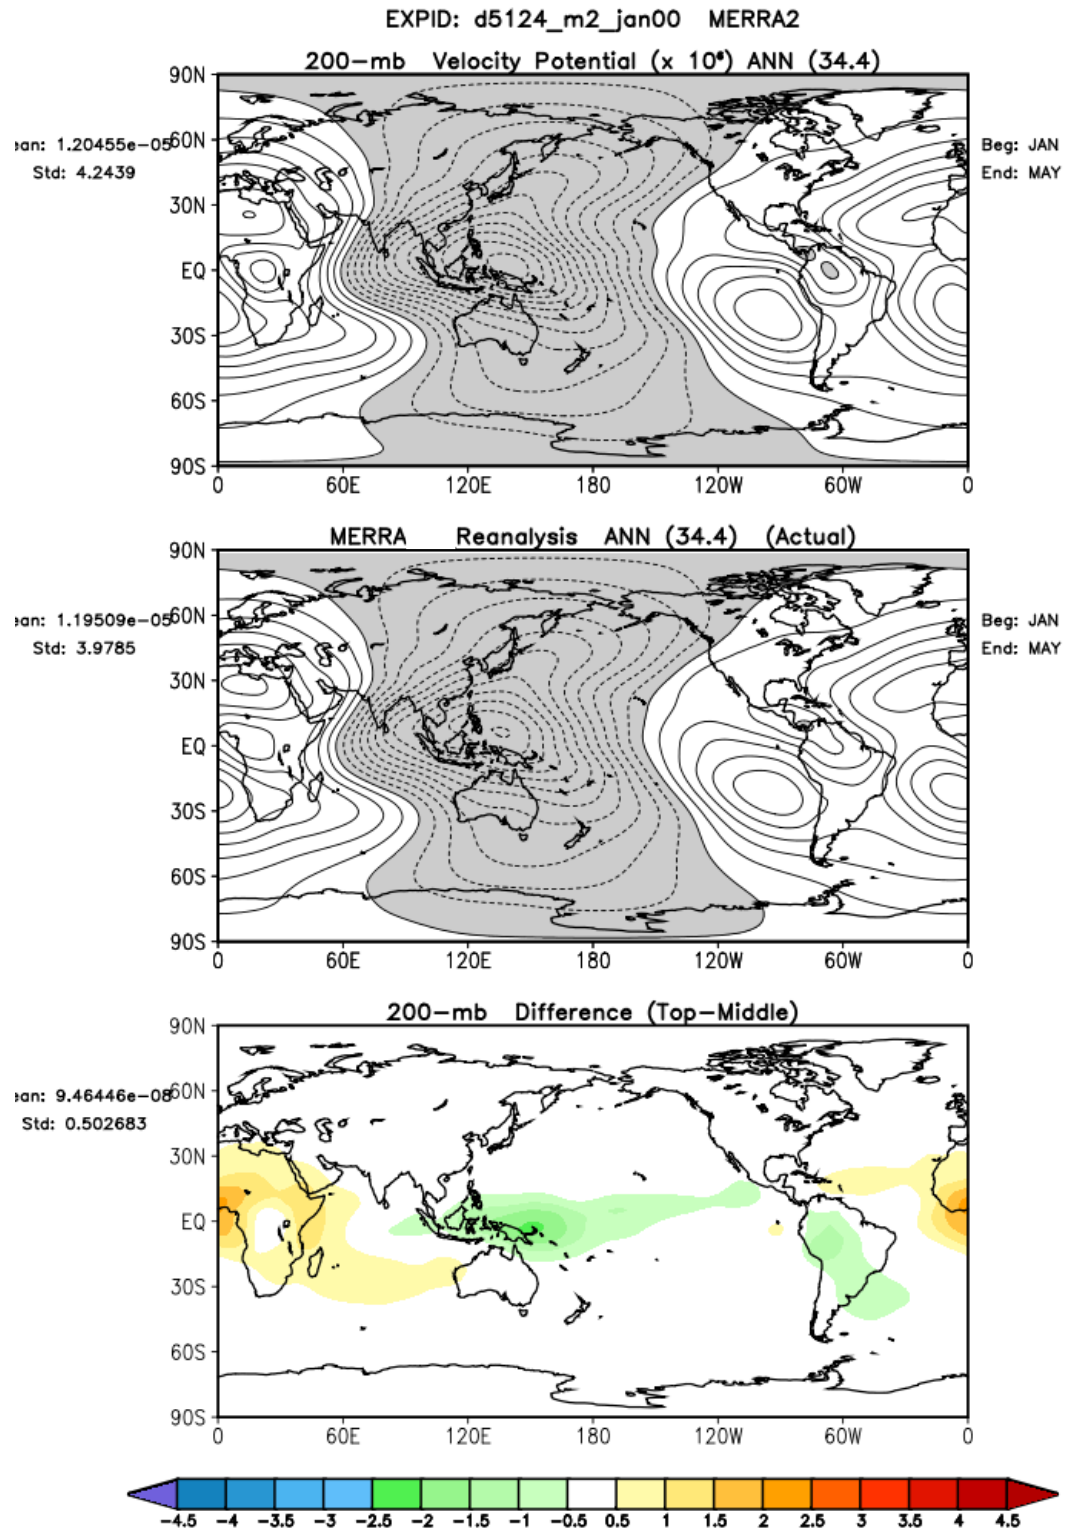 EXPID: d5124_m2_jan00 MERRA2
200-mb Velocity Potential (x 10⁶) ANN (34.4)
90N
60N
30N
EQ
30S
60S
90S
ean: 1.20455e-05
Std: 4.2439
Beg: JAN
End: MAY
0 60E 120E 180 120W 60W 0
MERRA Reanalysis ANN (34.4) (Actual)
90N
60N
30N
EQ
30S
60S
90S
ean: 1.19509e-05
Std: 3.9785
Beg: JAN
End: MAY
0 60E 120E 180 120W 60W 0
200-mb Difference (Top-Middle)
90N
60N
30N
EQ
30S
60S
90S
ean: 9.46446e-08
Std: 0.502683
0 60E 120E 180 120W 60W 0
-4.5 -4 -3.5 -3 -2.5 -2 -1.5 -1 -0.5 0.5 1 1.5 2 2.5 3 3.5 4 4.5